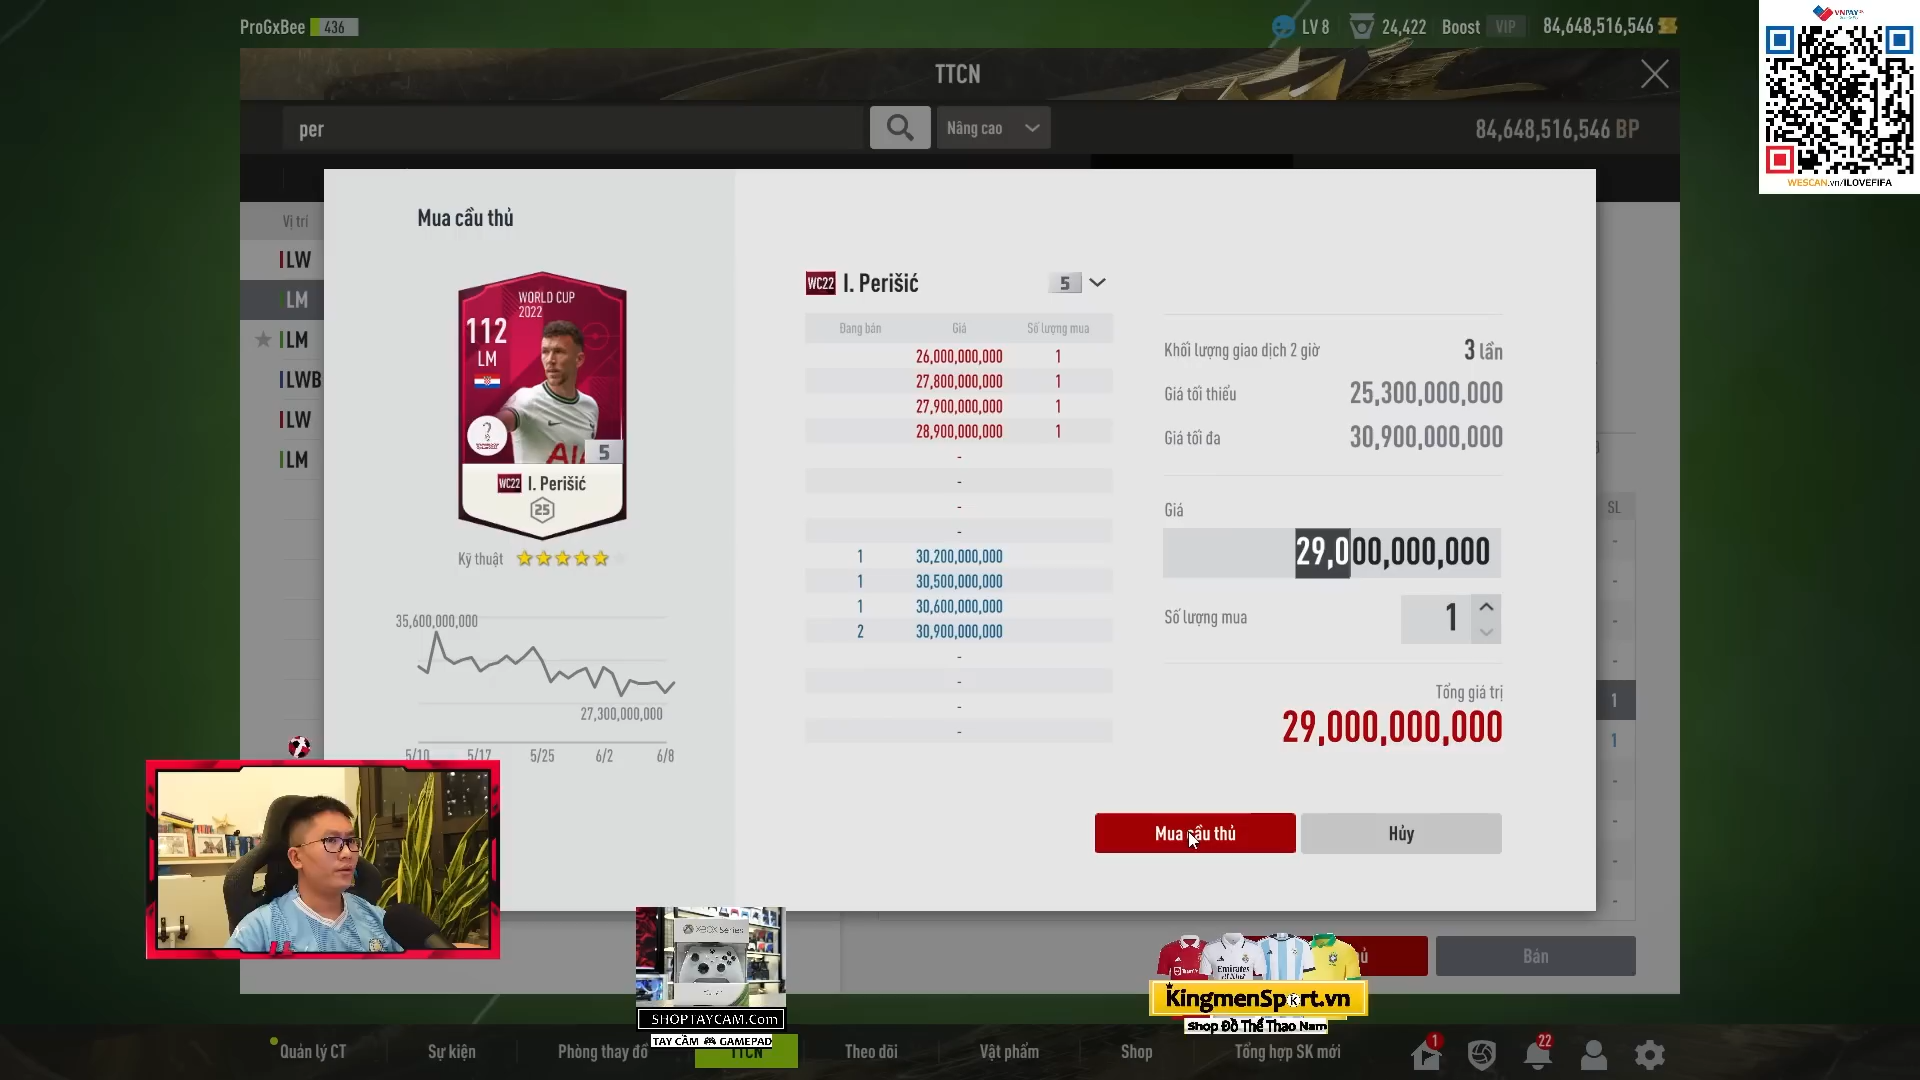 ProGxBee 436
LV 8 24,422 Boost VIP 84,648,516,546
VNPAY
TTCN
per
Nâng cao
84,648,516,546 BP
WESCAN.vn/ILOVEFIFA
Vị trí
LW
LM
LM
LWB
LW
LM
Mua cầu thủ
WORLD CUP
2022
112
LM
5
WC22 I. Perišić
25
Kỹ thuật
35,600,000,000
27,300,000,000
5/10 5/17 5/25 6/2 6/8
WC22 I. Perišić 5
Đang bán Giá Số lượng mua
26,000,000,000 1
27,800,000,000 1
27,900,000,000 1
28,900,000,000 1
-
-
-
-
1 30,200,000,000
1 30,500,000,000
1 30,600,000,000
2 30,900,000,000
-
-
-
-
Khối lượng giao dịch 2 giờ 3 lần
Giá tối thiểu 25,300,000,000
Giá tối đa 30,900,000,000
Giá
29,000,000,000
Số lượng mua 1
Tổng giá trị
29,000,000,000
Mua cầu thủ Hủy
SL
-
-
-
-
1
1
-
-
-
-
Bán
XBOX Series
SHOPTAYCAM.Com
TAY CẦM GAMEPAD
Emirates
KingmenSport.vn
Shop Đồ Thể Thao Nam
Quản lý CT Sự kiện Phòng thay đồ TTCN Theo dõi Vật phẩm Shop Tổng hợp SK mới 1 22